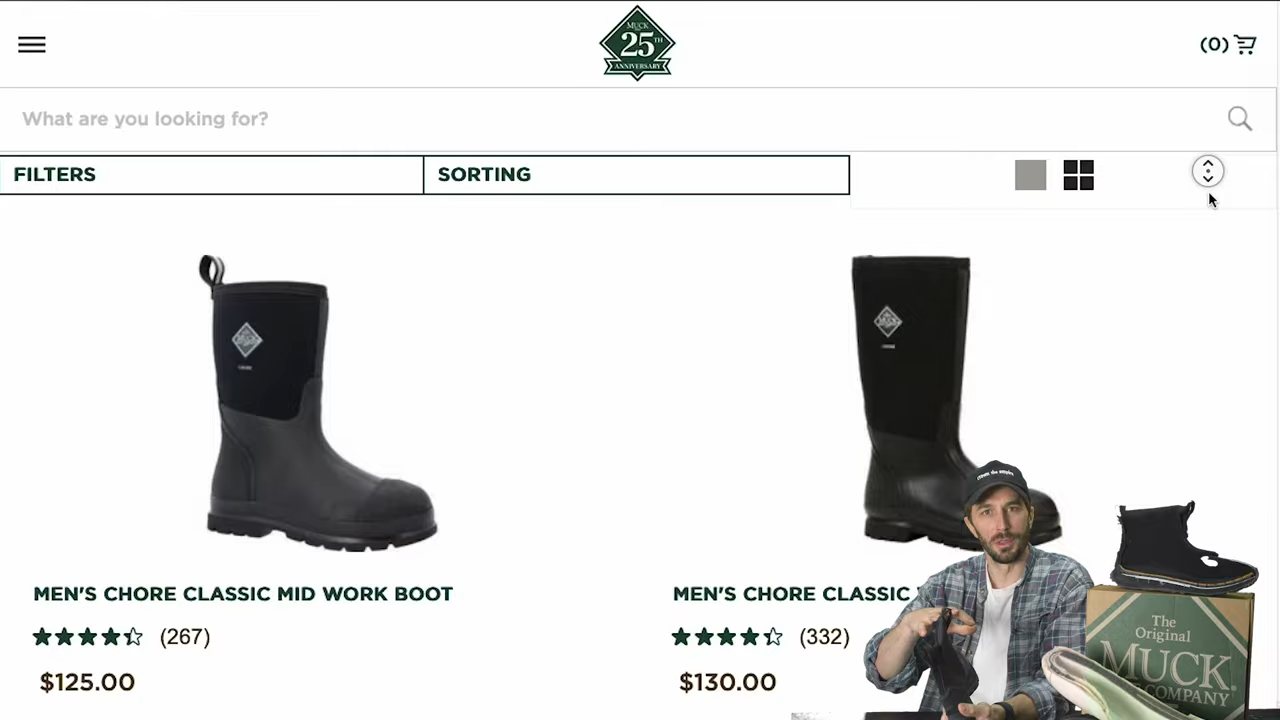 MUCK
25TH
ANNIVERSARY
(0)
What are you looking for?
FILTERS
SORTING
MEN'S CHORE CLASSIC MID WORK BOOT
(267)
$125.00
MEN'S CHORE CLASSIC
(332)
$130.00
The
Original
MUCK
COMPANY